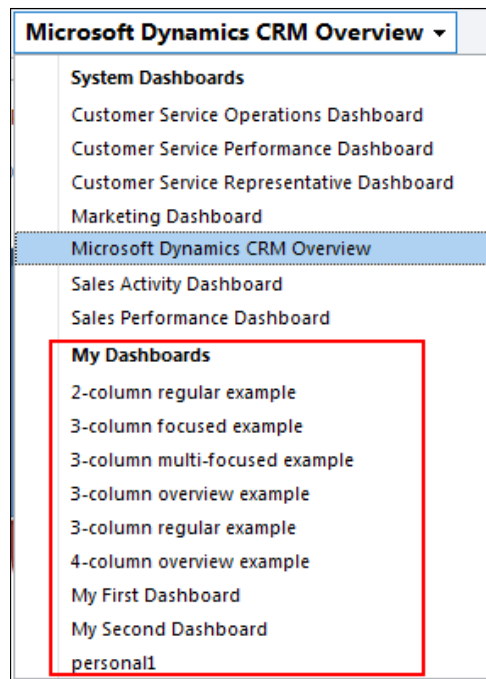 Microsoft Dynamics CRM Overview
System Dashboards
Customer Service Operations Dashboard
Customer Service Performance Dashboard
Customer Service Representative Dashboard
Marketing Dashboard
Microsoft Dynamics CRM Overview
Sales Activity Dashboard
Sales Performance Dashboard
My Dashboards
2-column regular example
3-column focused example
3-column multi-focused example
3-column overview example
3-column regular example
4-column overview example
My First Dashboard
My Second Dashboard
personal1